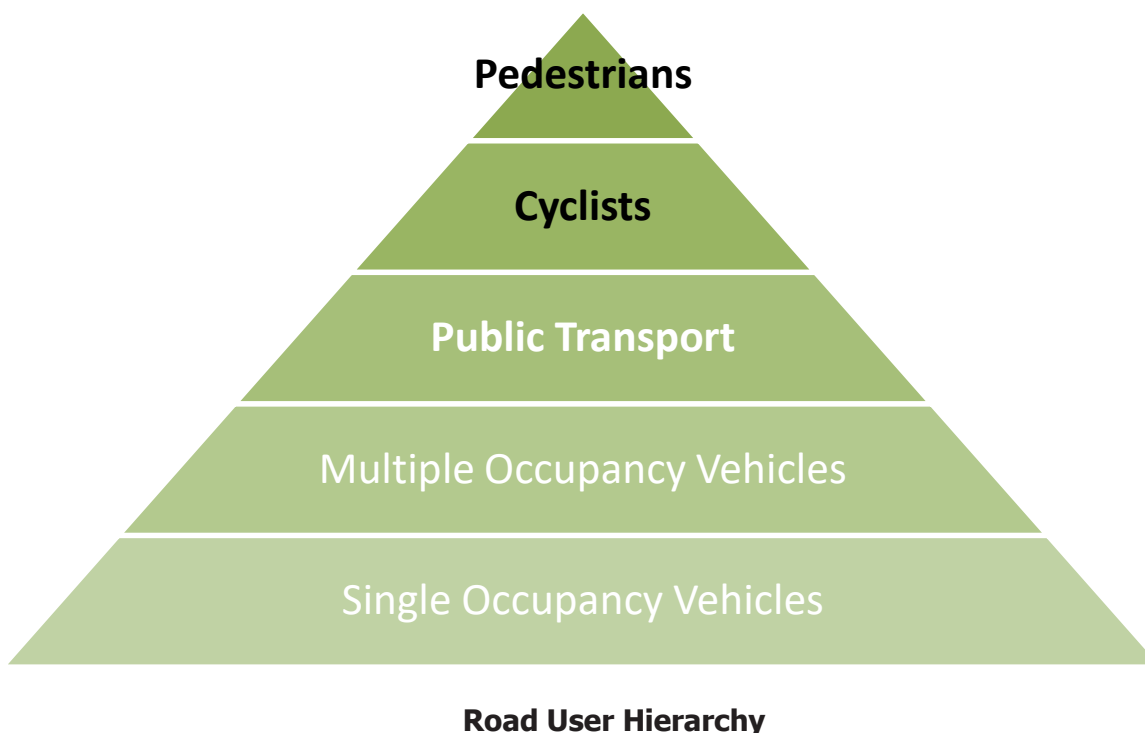 Pedestrians
Cyclists
Public Transport
Multiple Occupancy Vehicles
Single Occupancy Vehicles
Road User Hierarchy